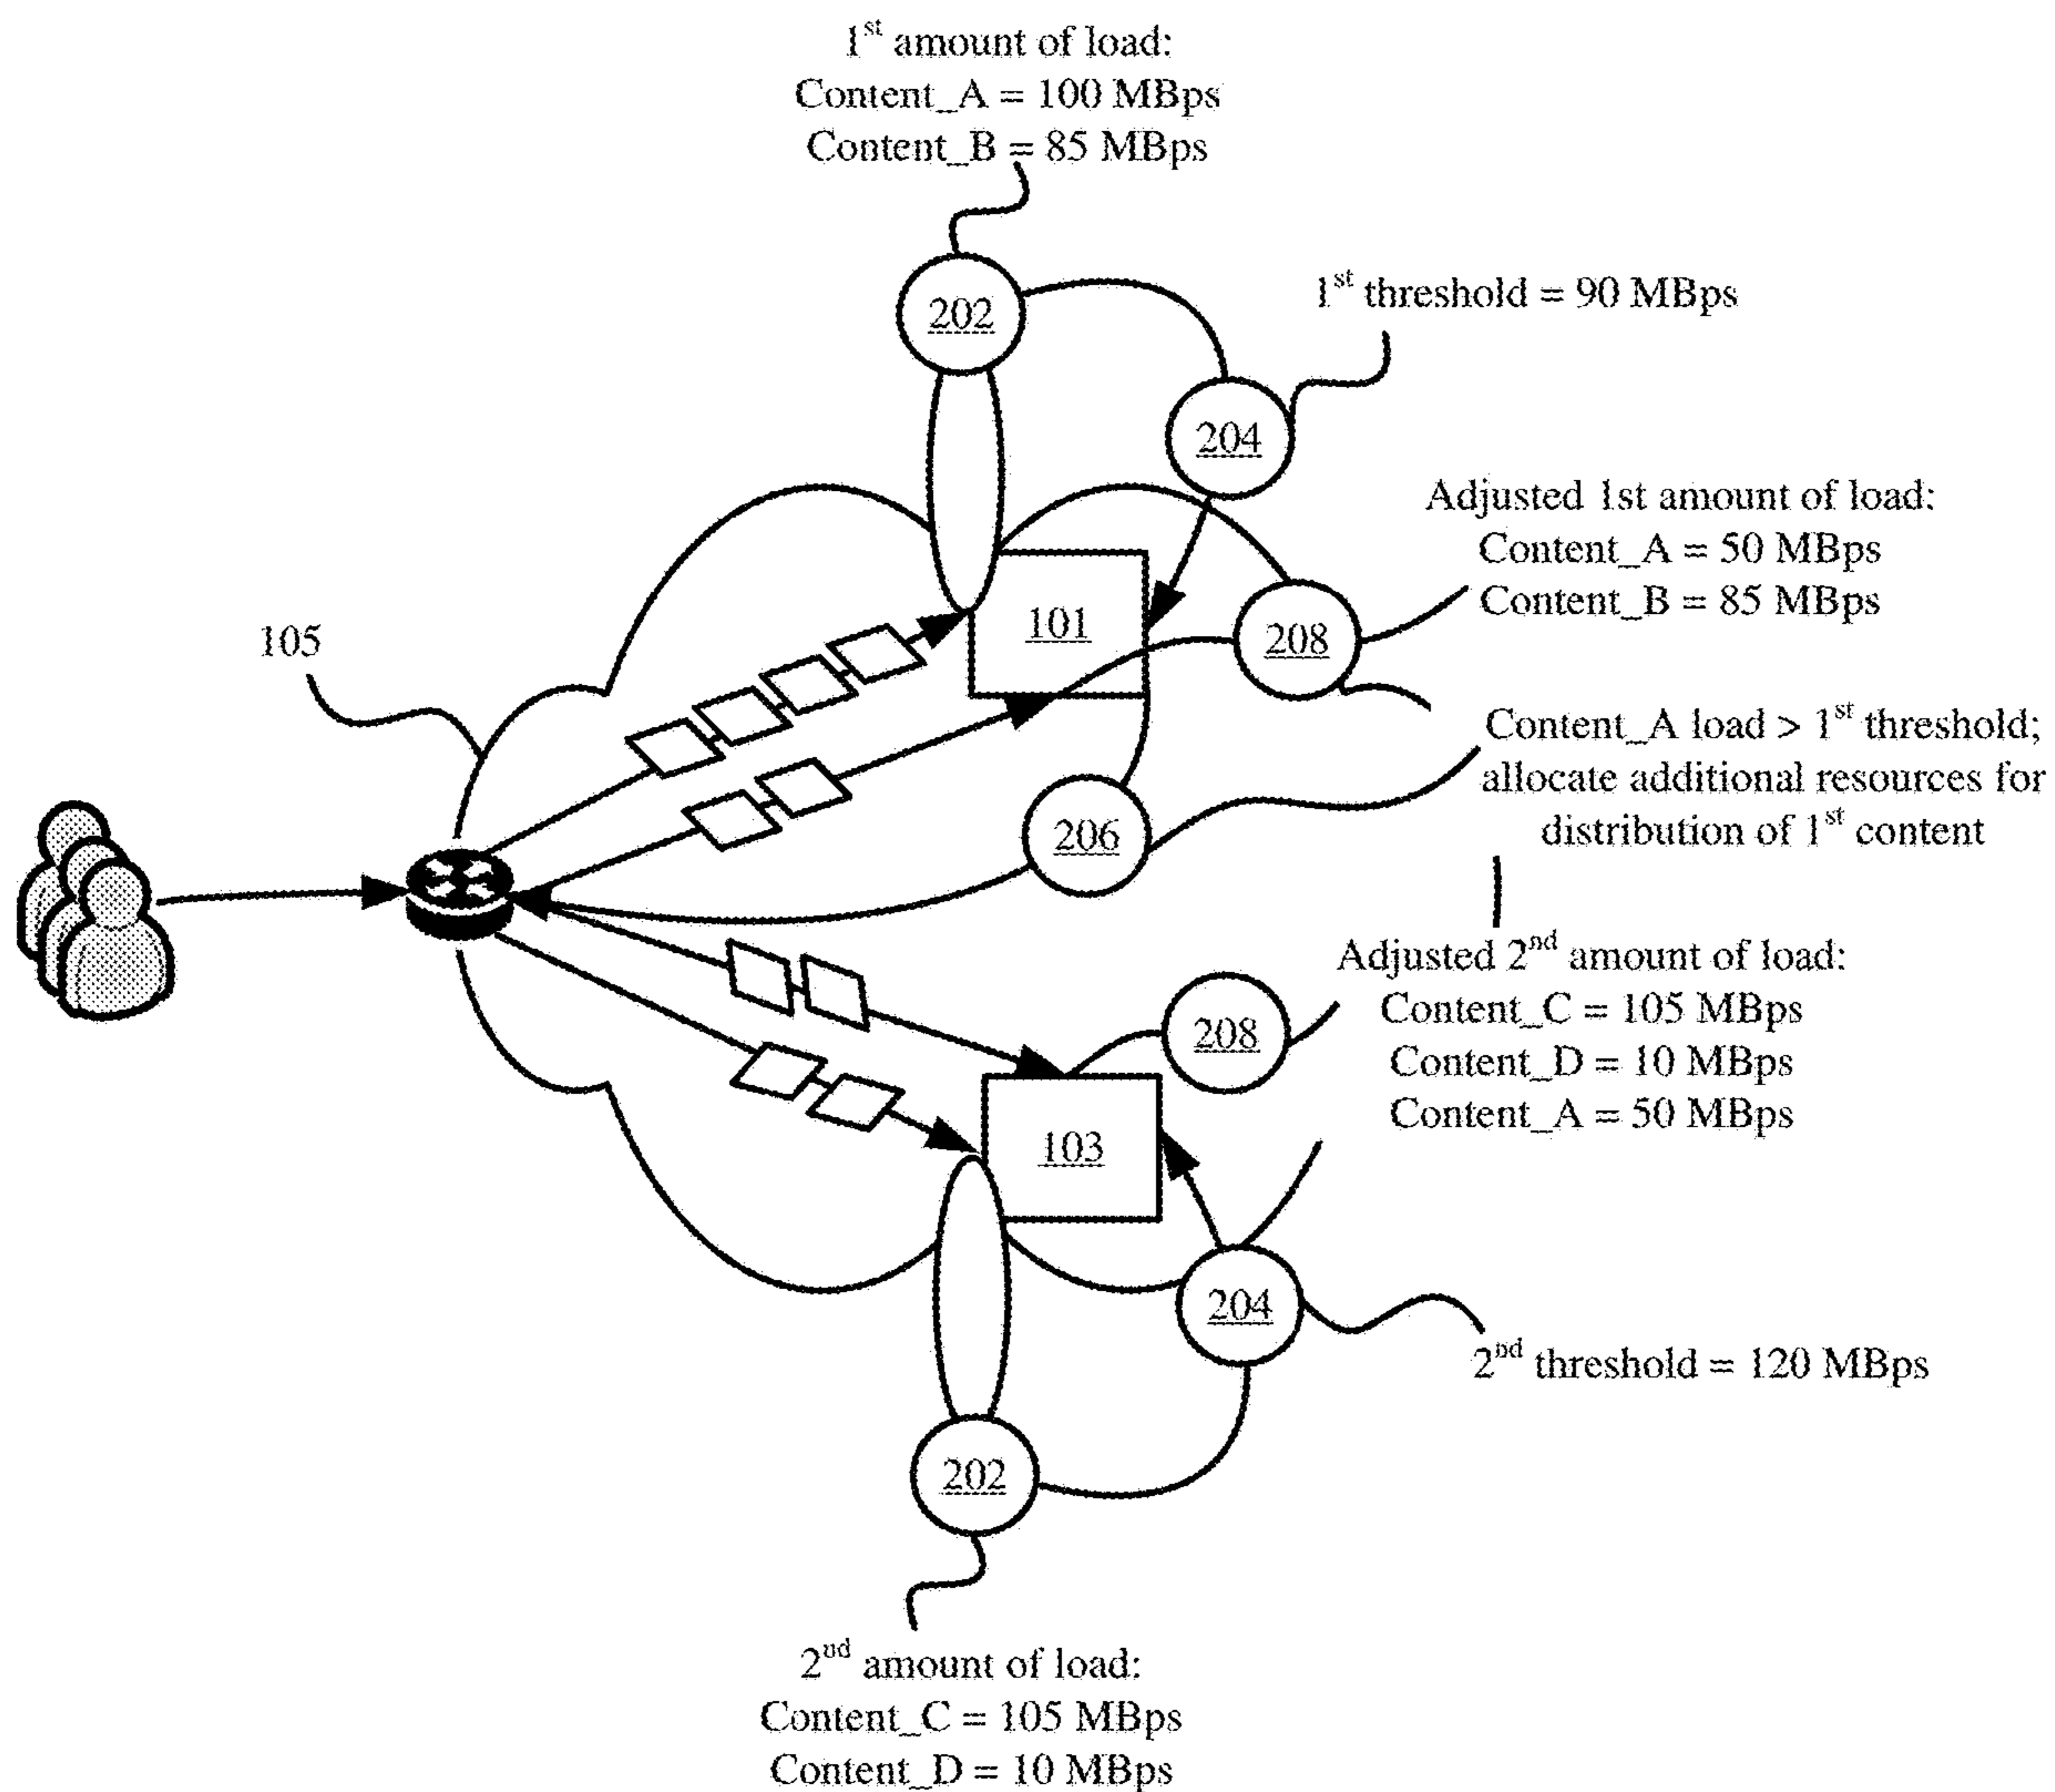 1st amount of load:
Content_A = 100 MBps
Content_B = 85 MBps
202
1st threshold = 90 MBps
204
Adjusted 1st amount of load:
Content_A = 50 MBps
Content_B = 85 MBps
105
101
208
Content_A load > 1st threshold;
allocate additional resources for
distribution of 1st content
206
Adjusted 2nd amount of load:
Content_C = 105 MBps
Content_D = 10 MBps
Content_A = 50 MBps
208
103
204
2nd threshold = 120 MBps
202
2nd amount of load:
Content_C = 105 MBps
Content_D = 10 MBps